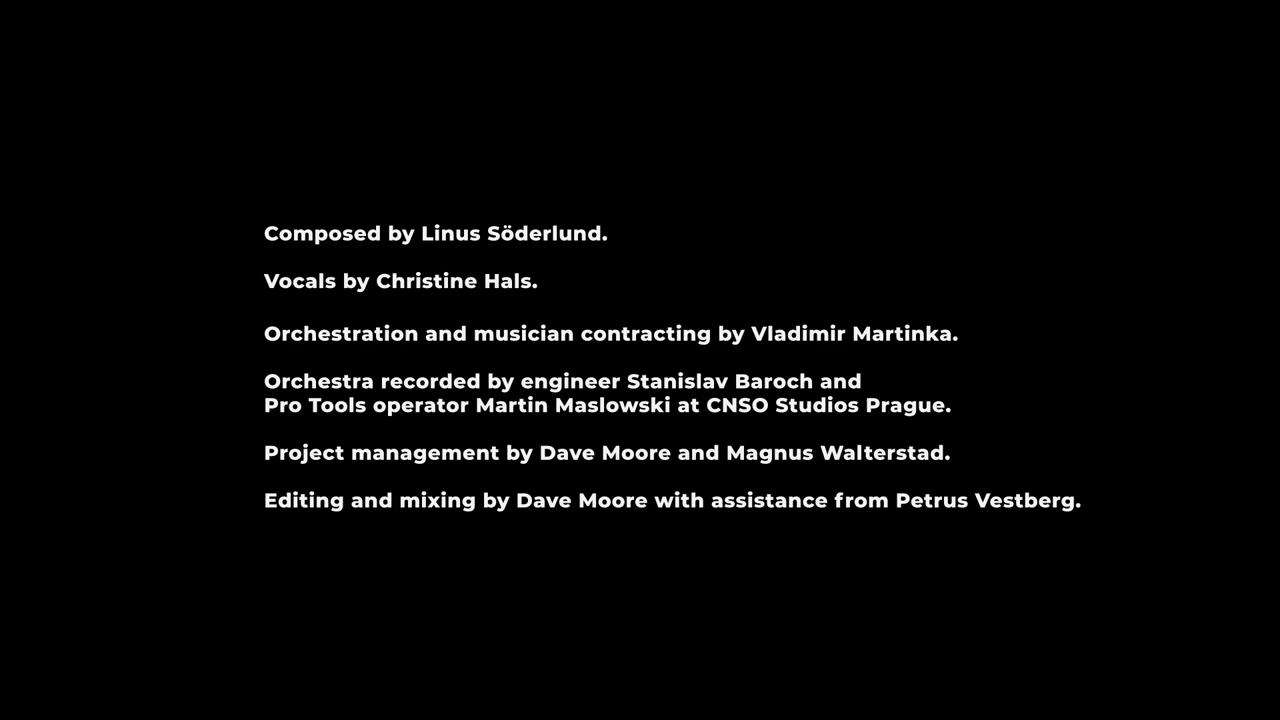 Composed by Linus Söderlund.
Vocals by Christine Hals.
Orchestration and musician contracting by Vladimir Martinka.
Orchestra recorded by engineer Stanislav Baroch and
Pro Tools operator Martin Maslowski at CNSO Studios Prague.
Project management by Dave Moore and Magnus Walterstad.
Editing and mixing by Dave Moore with assistance from Petrus Vestberg.